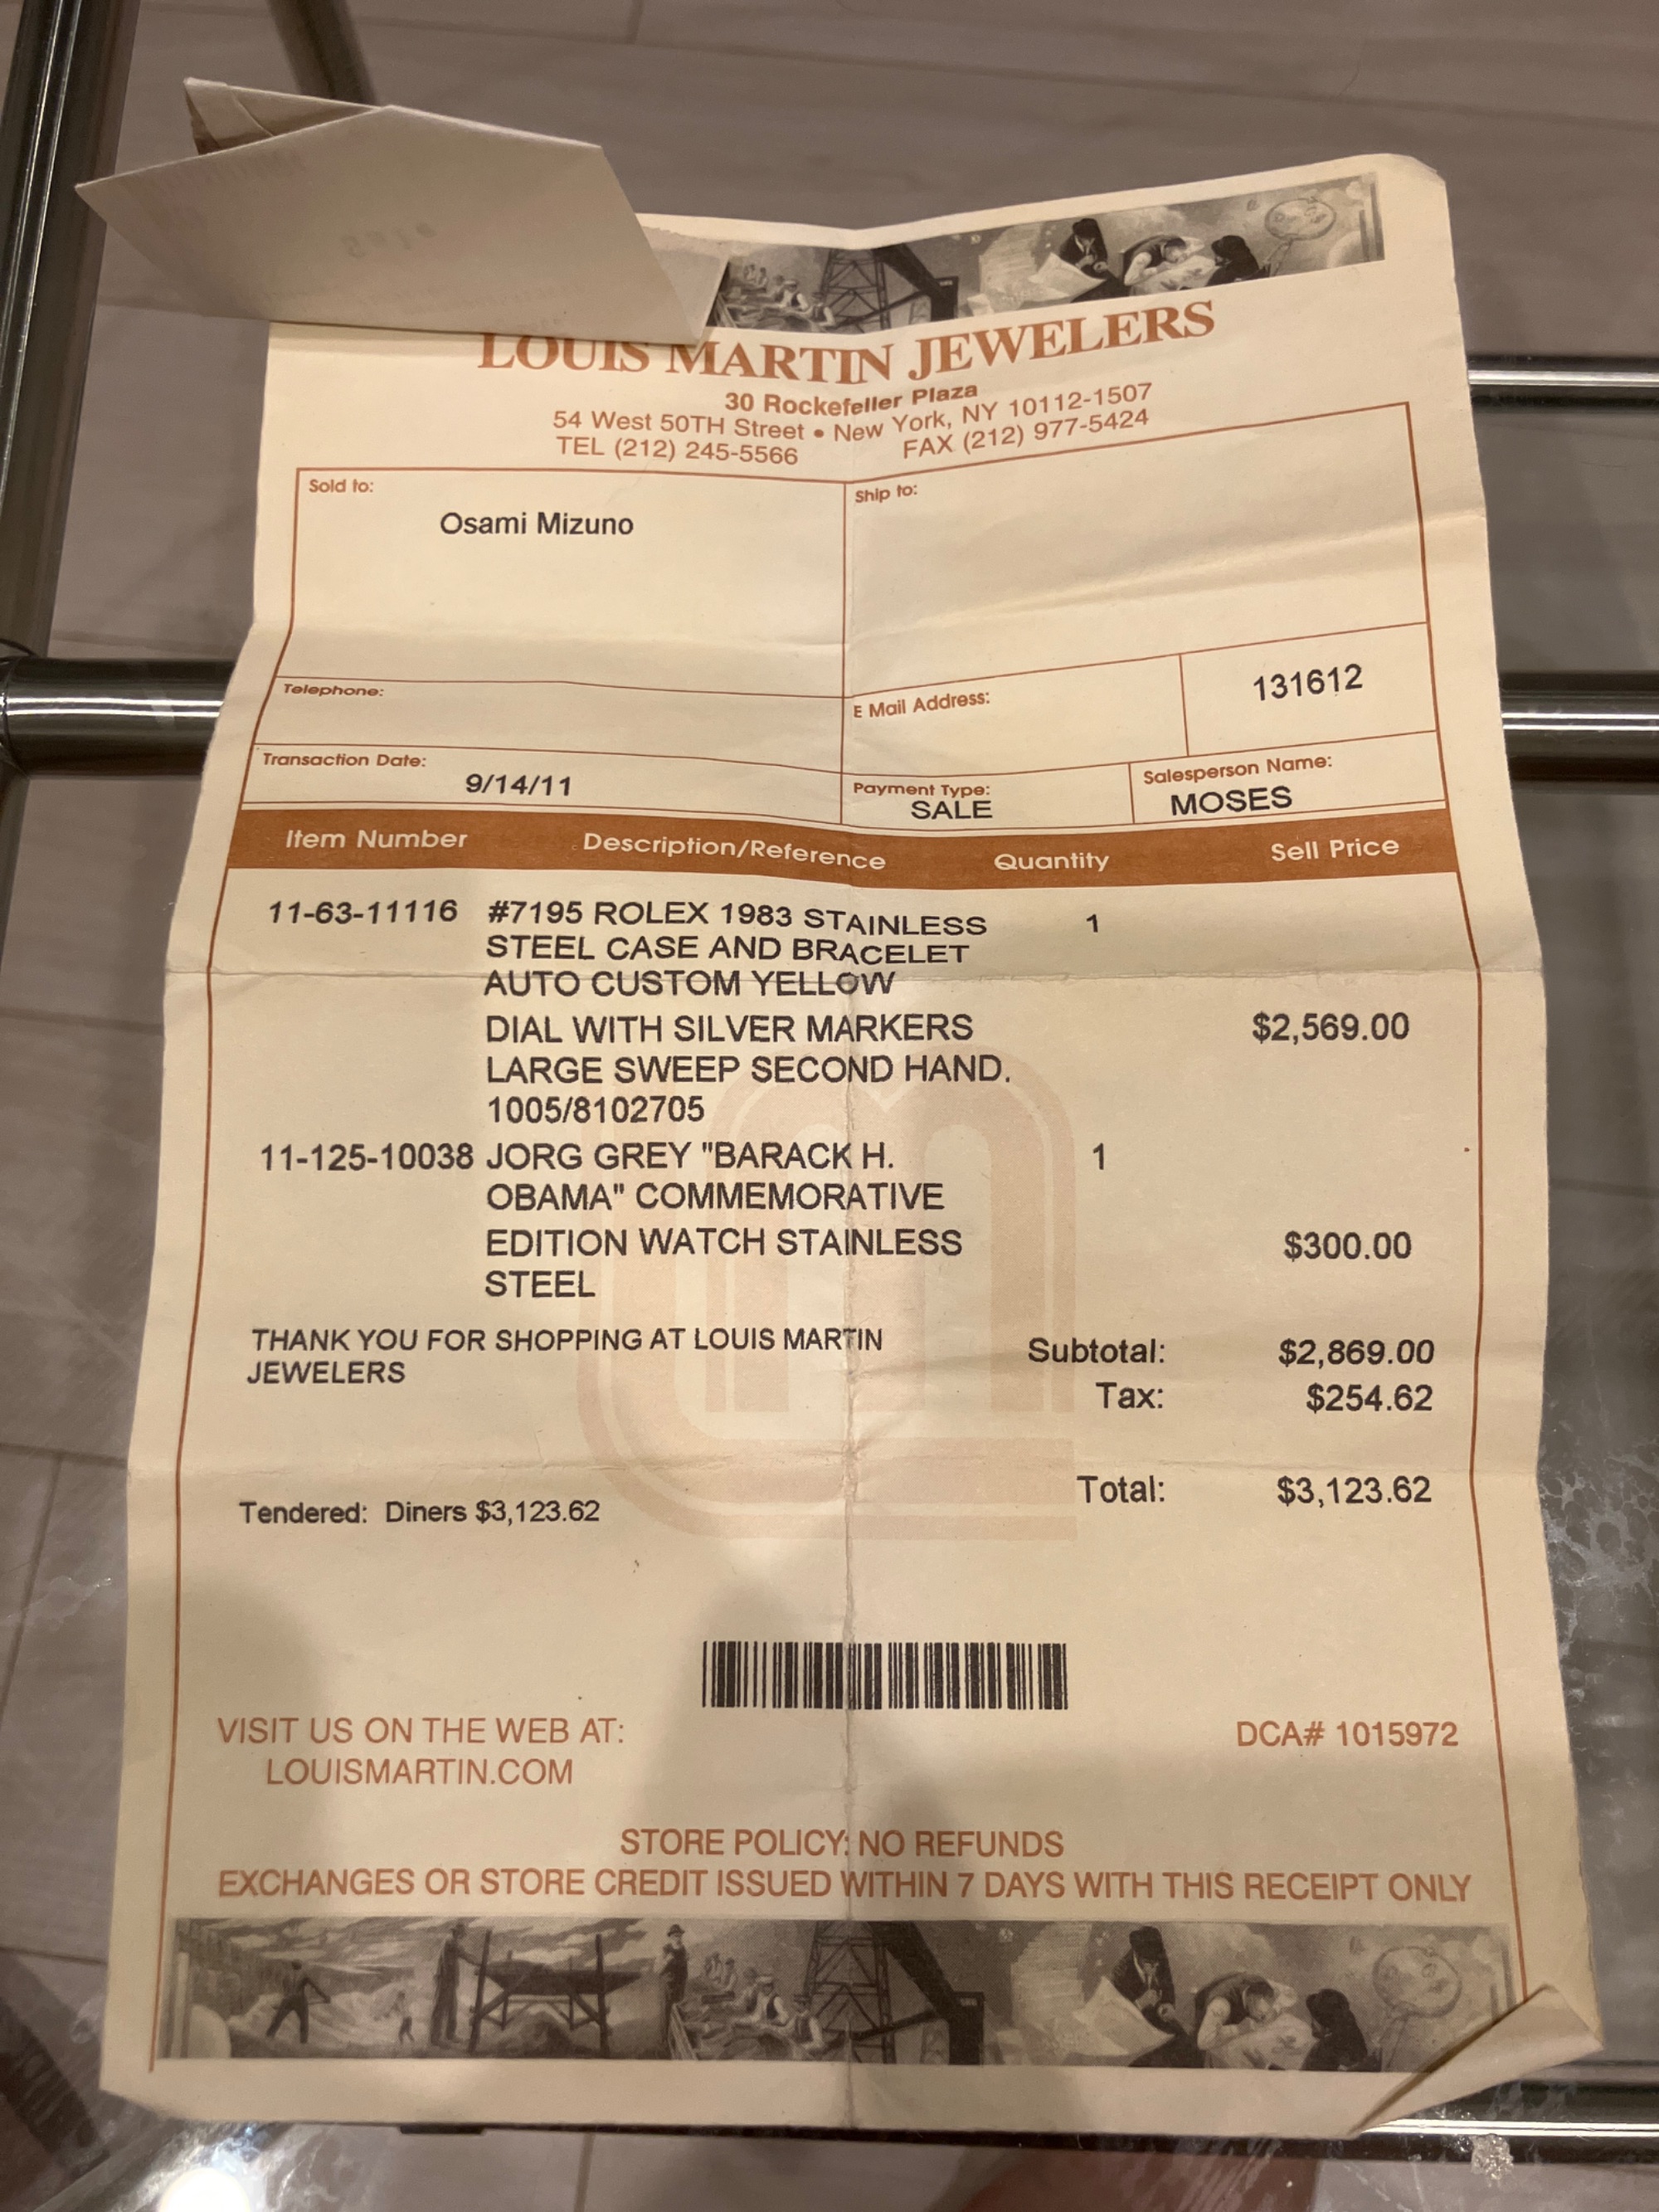 LOUIS MARTIN JEWELERS
30 Rockefeller Plaza
54 West 50TH Street • New York, NY 10112-1507
TEL (212) 245-5566 FAX (212) 977-5424
Sold to:
Osami Mizuno
Ship to:
Telephone:
E Mail Address:
131612
Transaction Date:
9/14/11
Payment Type:
SALE
Salesperson Name:
MOSES
Item Number Description/Reference Quantity Sell Price
11-63-11116 #7195 ROLEX 1983 STAINLESS 1
STEEL CASE AND BRACELET
AUTO CUSTOM YELLOW
DIAL WITH SILVER MARKERS $2,569.00
LARGE SWEEP SECOND HAND.
1005/8102705
11-125-10038 JORG GREY "BARACK H. 1
OBAMA" COMMEMORATIVE
EDITION WATCH STAINLESS $300.00
STEEL
THANK YOU FOR SHOPPING AT LOUIS MARTIN
JEWELERS
Subtotal: $2,869.00
Tax: $254.62
Total: $3,123.62
Tendered: Diners $3,123.62
VISIT US ON THE WEB AT:
LOUISMARTIN.COM
DCA# 1015972
STORE POLICY: NO REFUNDS
EXCHANGES OR STORE CREDIT ISSUED WITHIN 7 DAYS WITH THIS RECEIPT ONLY